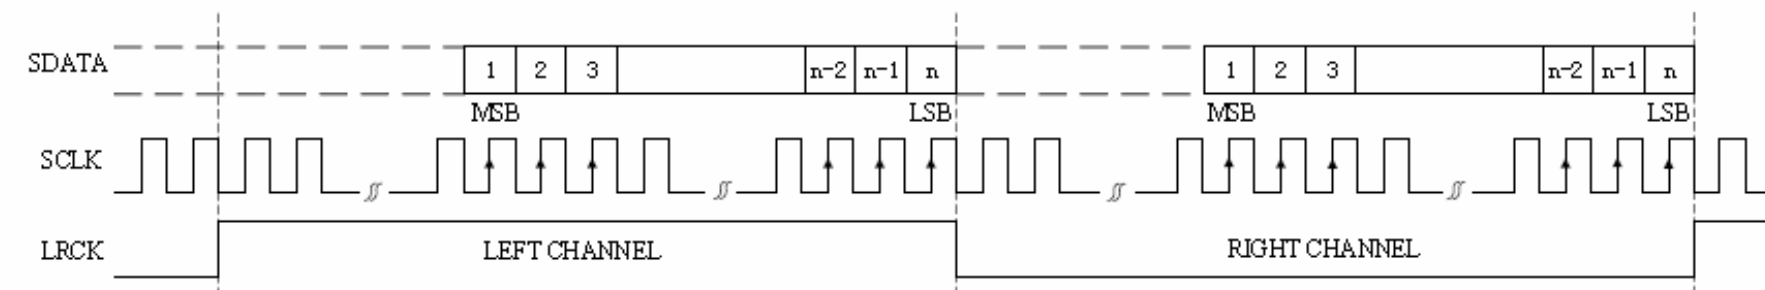 SDATA 1 2 3 n-2 n-1 n 1 2 3 n-2 n-1 n
MSB LSB MSB LSB
SCLK
LRCK LEFT CHANNEL RIGHT CHANNEL